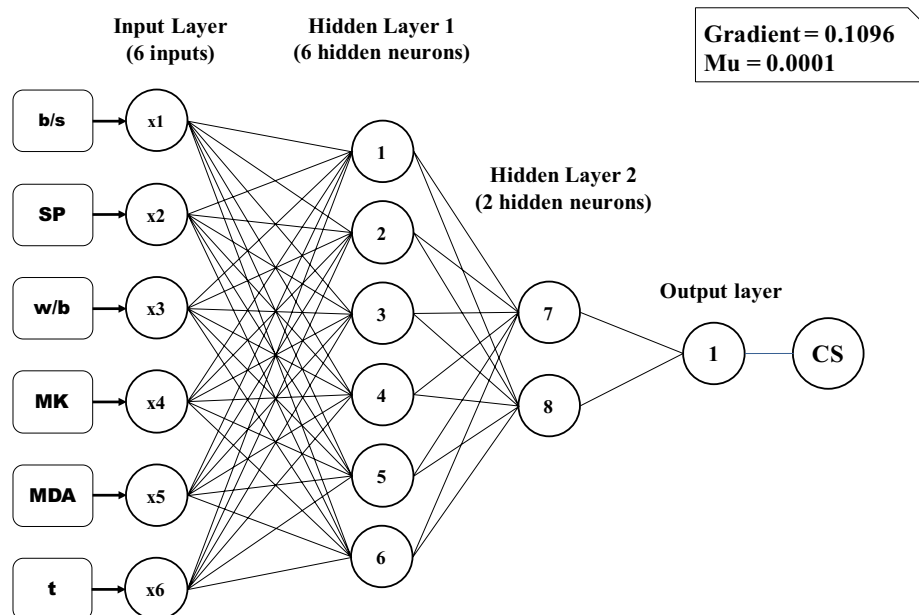 Input Layer
(6 inputs)
Hidden Layer 1
(6 hidden neurons)
Gradient = 0.1096
Mu = 0.0001
b/s
x1
1
SP
x2
2
Hidden Layer 2
(2 hidden neurons)
w/b
x3
3
7
Output layer
1
CS
MK
x4
4
8
MDA
x5
5
t
x6
6